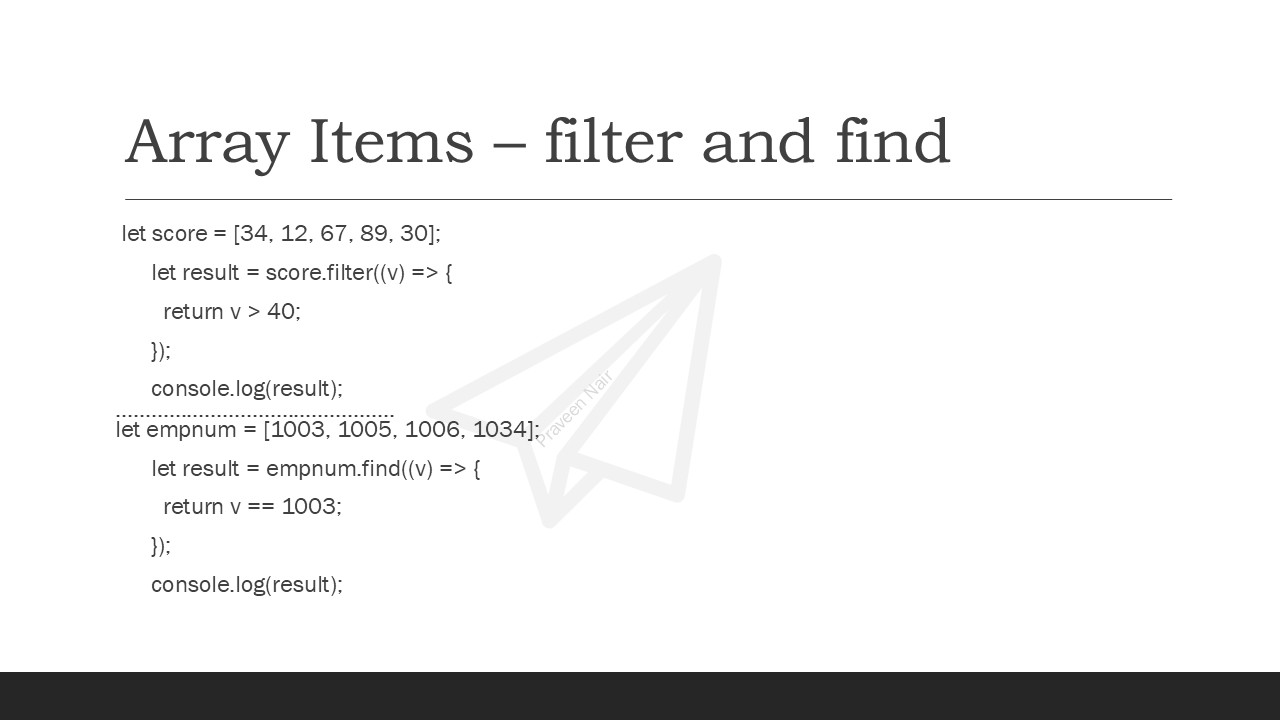 Array Items – filter and find
let score = [34, 12, 67, 89, 30];
let result = score.filter((v) => {
return v > 40;
});
console.log(result);
...............................................
let empnum = [1003, 1005, 1006, 1034];
let result = empnum.find((v) => {
return v == 1003;
});
console.log(result);
Praveen Nair